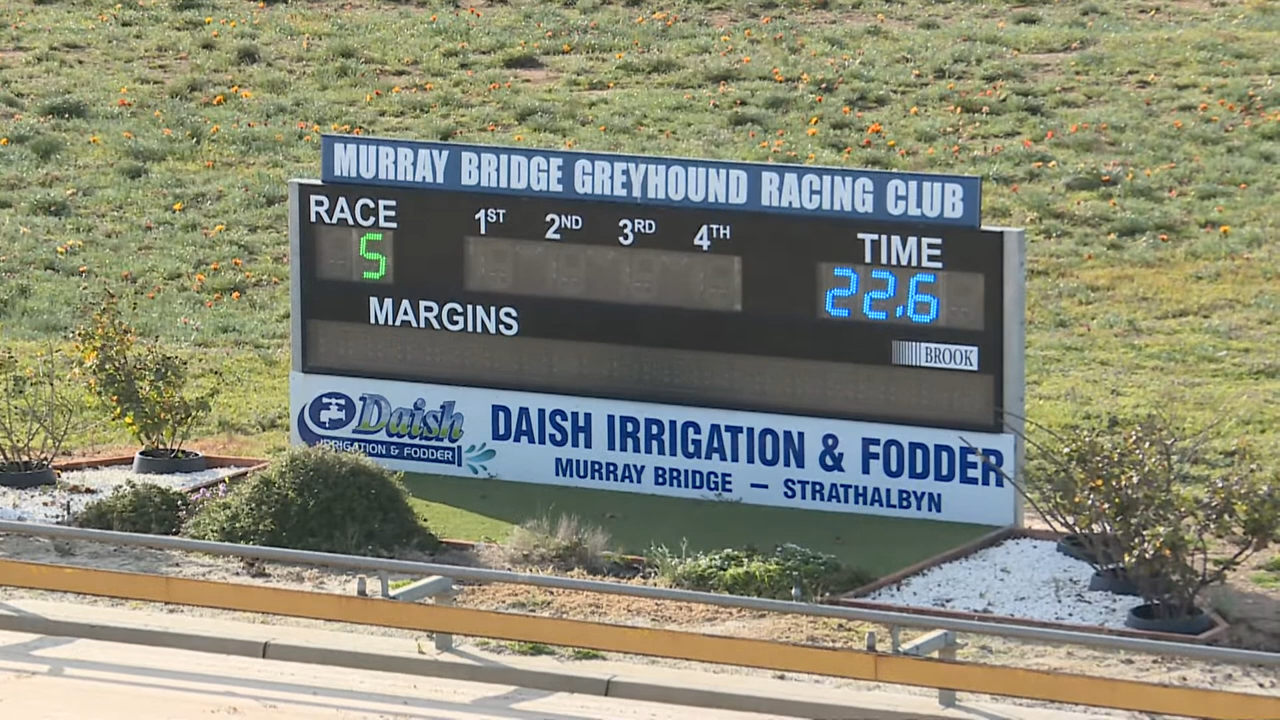 MURRAY BRIDGE GREYHOUND RACING CLUB
RACE 1ST 2ND 3RD 4TH TIME
5 22.6
MARGINS
BROOK
Daish
IRRIGATION & FODDER
DAISH IRRIGATION & FODDER
MURRAY BRIDGE – STRATHALBYN